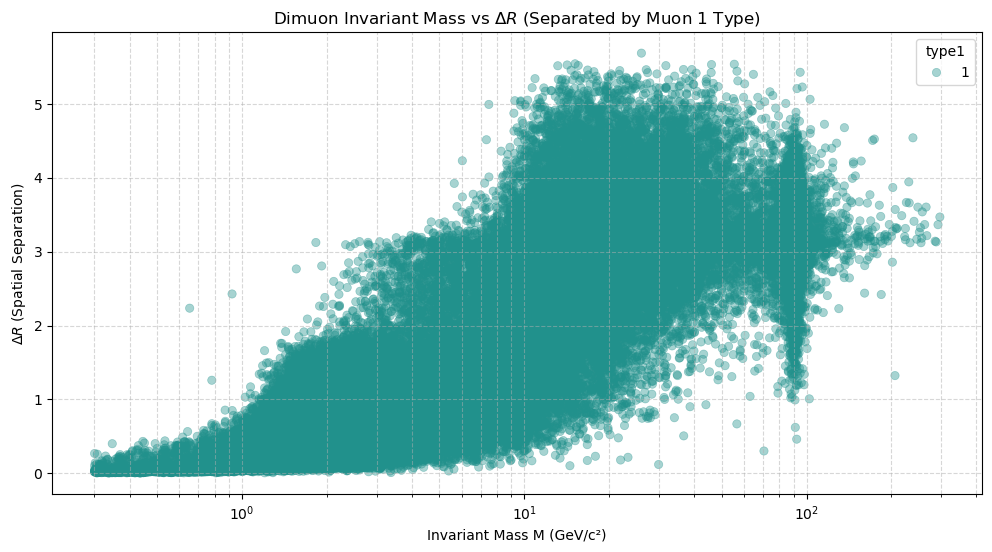 Dimuon Invariant Mass vs ΔR (Separated by Muon 1 Type)
type1
1
ΔR (Spatial Separation)
5
4
3
2
1
0
10⁰
10¹
10²
Invariant Mass M (GeV/c²)